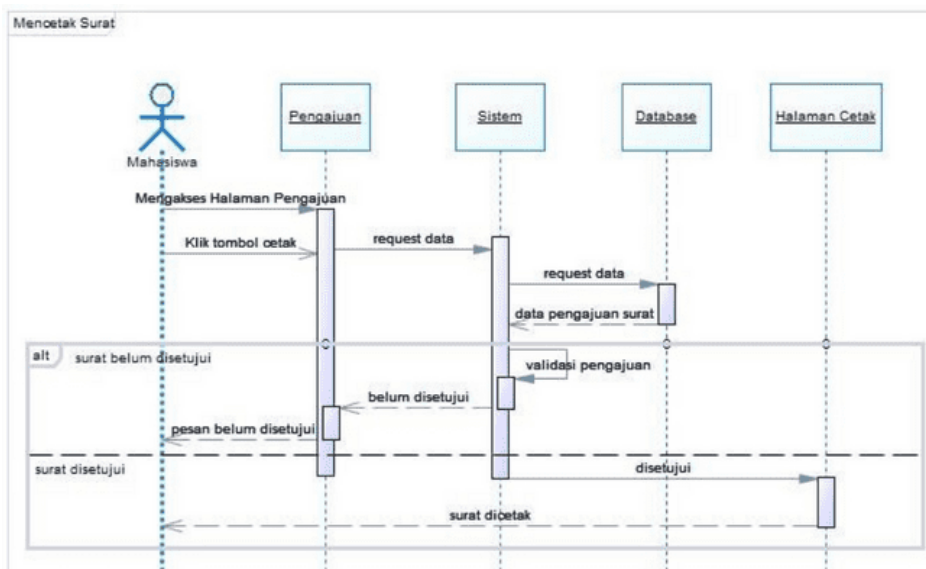 Mencetak Surat
Pengajuan
Sistem
Database
Halaman Cetak
Mahasiswa
Mengakses Halaman Pengajuan
Klik tombol cetak
request data
request data
data pengajuan surat
alt
surat belum disetujui
validasi pengajuan
belum disetujui
pesan belum disetujui
surat disetujui
disetujui
surat dicetak